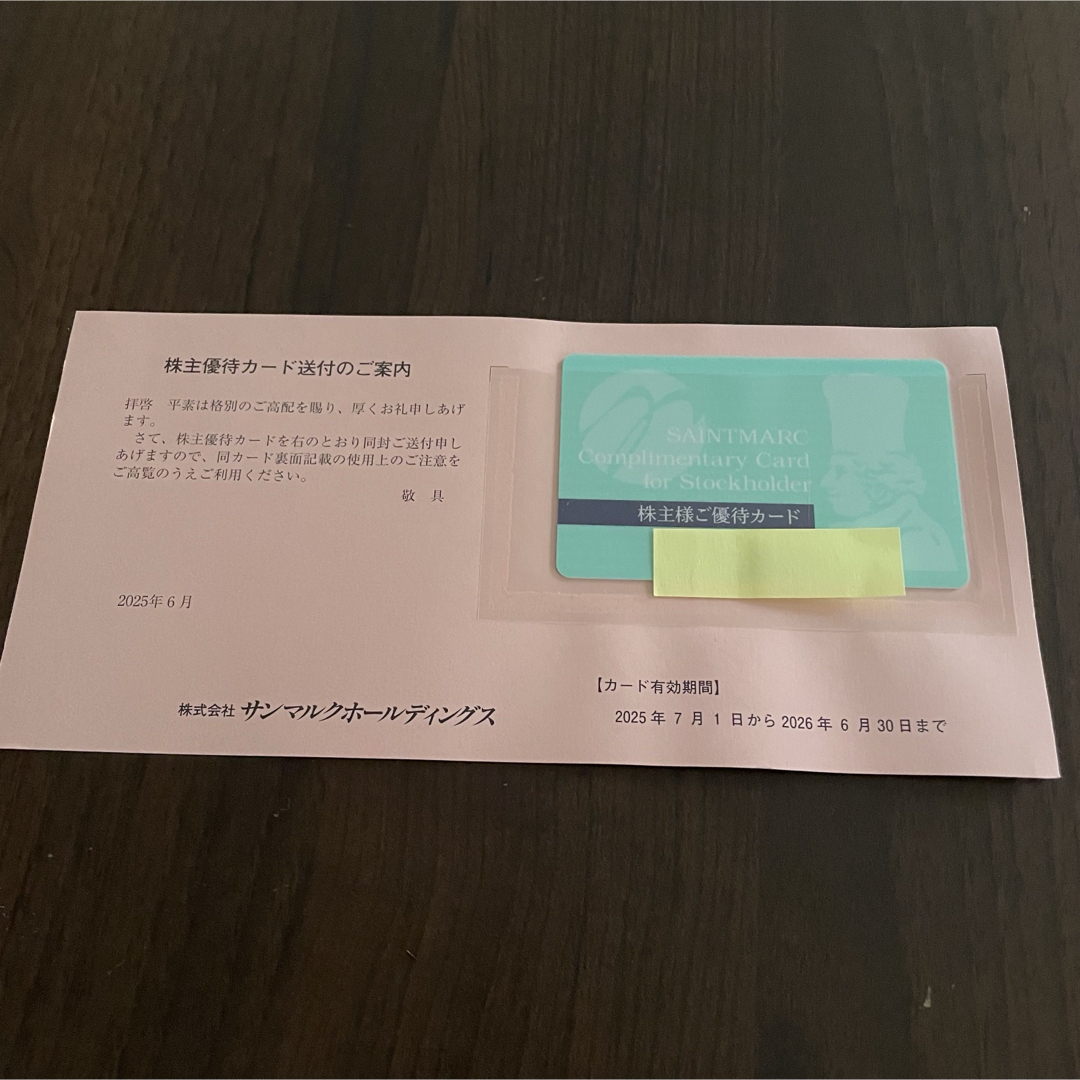 株主優待カード送付のご案内
拝啓　平素は格別のご高配を賜り、厚くお礼申しあげ
ます。
　さて、株主優待カードを右のとおり同封ご送付申し
あげますので、同カード裏面記載の使用上のご注意を
ご高覧のうえご利用ください。
敬　具
2025年6月
株式会社 サンマルクホールディングス
SAINTMARC
Complimentary Card
for Stockholder
株主様ご優待カード
【カード有効期間】
2025年 7 月 1 日から 2026年 6 月 30日まで